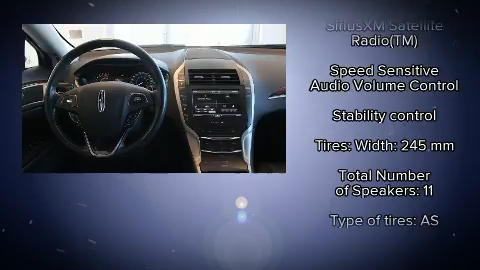 SiriusXM Satellite
Radio(TM)
Speed Sensitive
Audio Volume Control
Stability control
Tires: Width: 245 mm
Total Number
of Speakers: 11
Type of tires: AS